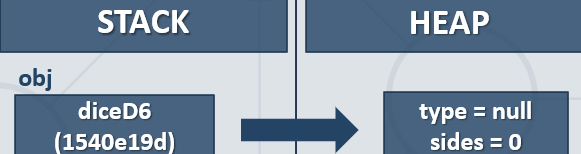 STACK
HEAP
obj
diceD6
(1540e19d)
type = null
sides = 0